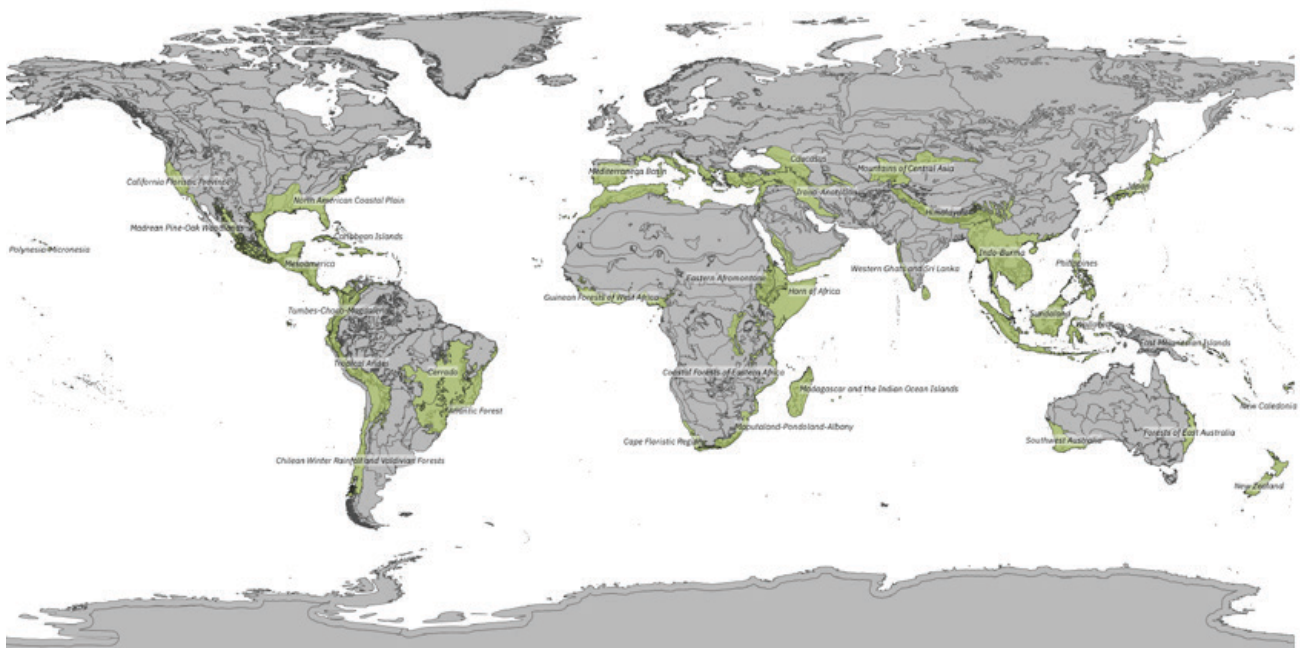 Caucasus
Mediterranean Basin
Mountains of Central Asia
California Floristic Province
Irano-Anatolian
Japan
North American Coastal Plain
Himalaya
Madrean Pine-Oak Woodlands
Caribbean Islands
Polynesia-Micronesia
Indo-Burma
Mesoamerica
Philippines
Western Ghats and Sri Lanka
Eastern Afromontane
Horn of Africa
Guinean Forests of West Africa
Tumbes-Chocó-Magdalena
Sundaland
Wallacea
East Melanesian Islands
Tropical Andes
Cerrado
Coastal Forests of Eastern Africa
Madagascar and the Indian Ocean Islands
New Caledonia
Atlantic Forest
Maputaland-Pondoland-Albany
Forests of East Australia
Cape Floristic Region
Southwest Australia
Chilean Winter Rainfall and Valdivian Forests
New Zealand